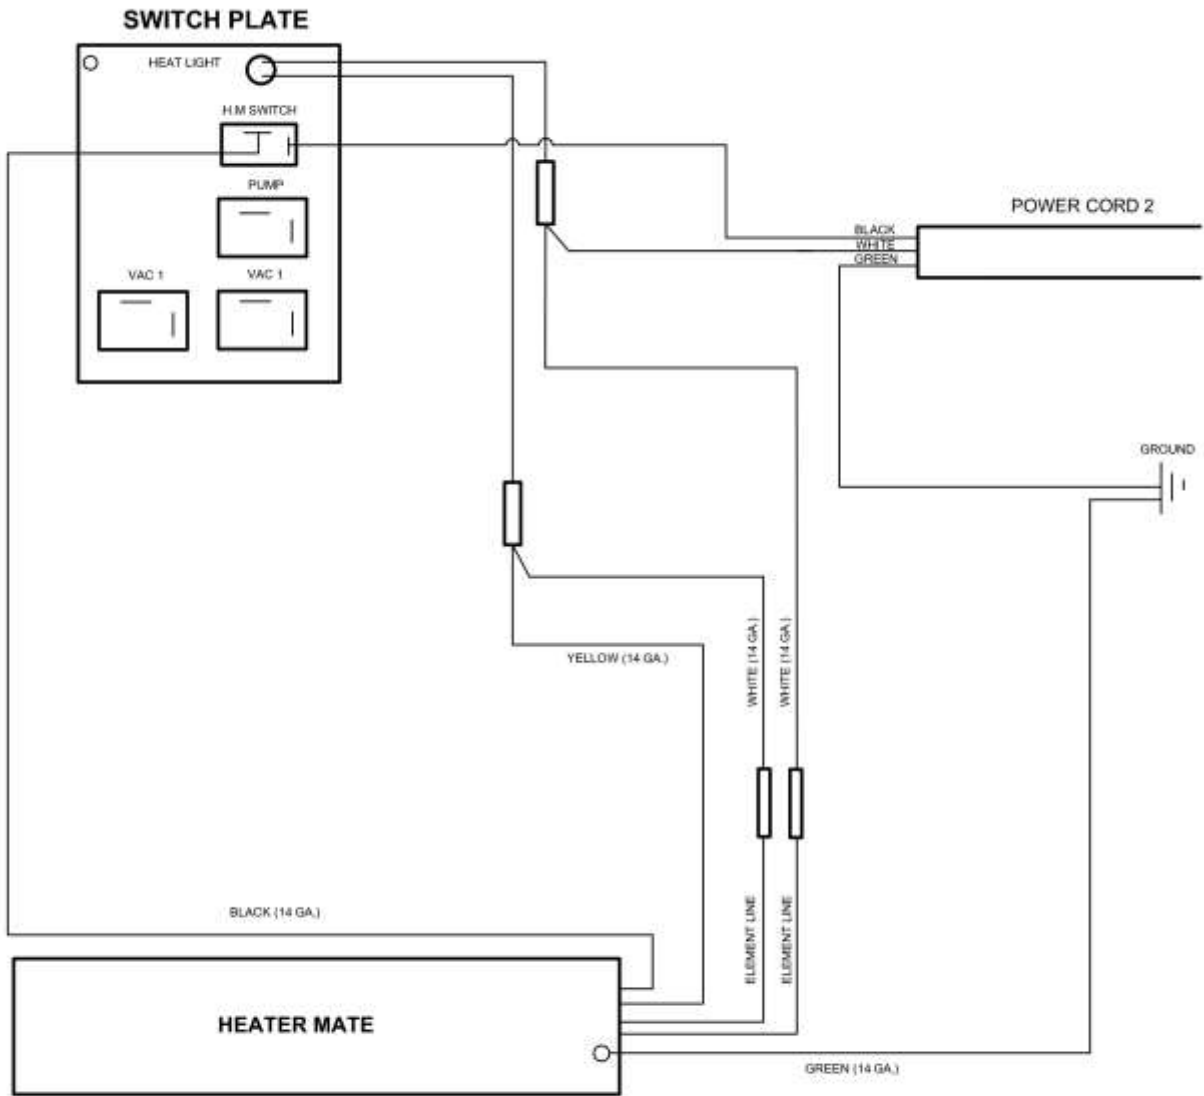 SWITCH PLATE
HEAT LIGHT
H.M SWITCH
PUMP
VAC 1
VAC 1
POWER CORD 2
BLACK
WHITE
GREEN
GROUND
YELLOW (14 GA.)
WHITE (14 GA.)
WHITE (14 GA.)
ELEMENT LINE
ELEMENT LINE
BLACK (14 GA.)
HEATER MATE
GREEN (14 GA.)